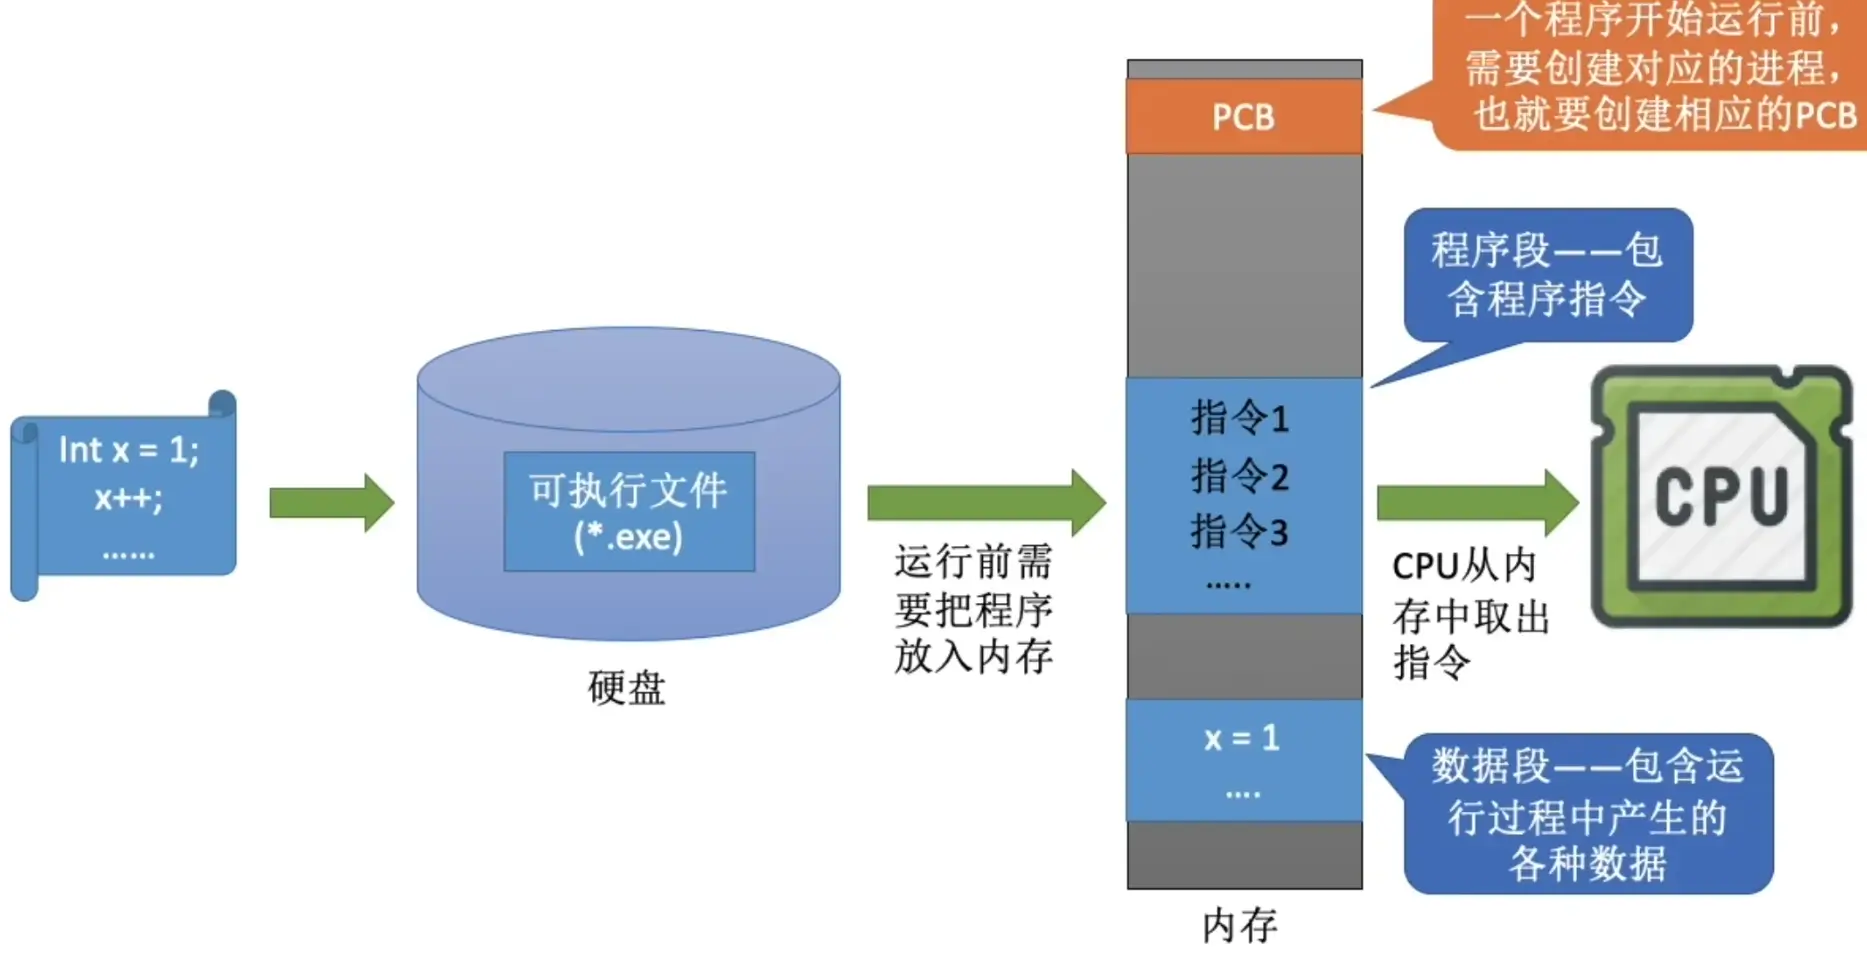 一个程序开始运行前，
需要创建对应的进程，
也就要创建相应的PCB
PCB
程序段——包
含程序指令
Int x = 1;
x++;
……
可执行文件
(*.exe)
硬盘
运行前需
要把程序
放入内存
指令1
指令2
指令3
…..
CPU从内
存中取出
指令
CPU
x = 1
….
数据段——包含运
行过程中产生的
各种数据
内存